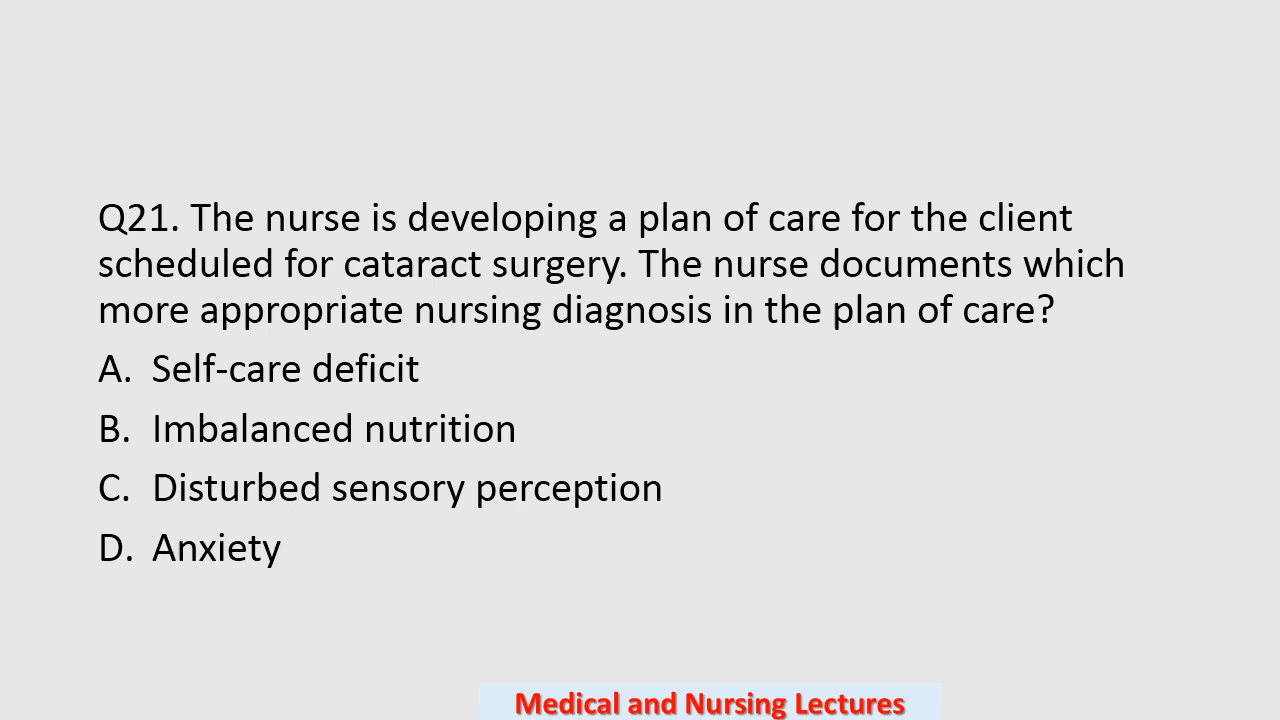 Q21. The nurse is developing a plan of care for the client
scheduled for cataract surgery. The nurse documents which
more appropriate nursing diagnosis in the plan of care?
A. Self-care deficit
B. Imbalanced nutrition
C. Disturbed sensory perception
D. Anxiety
Medical and Nursing Lectures